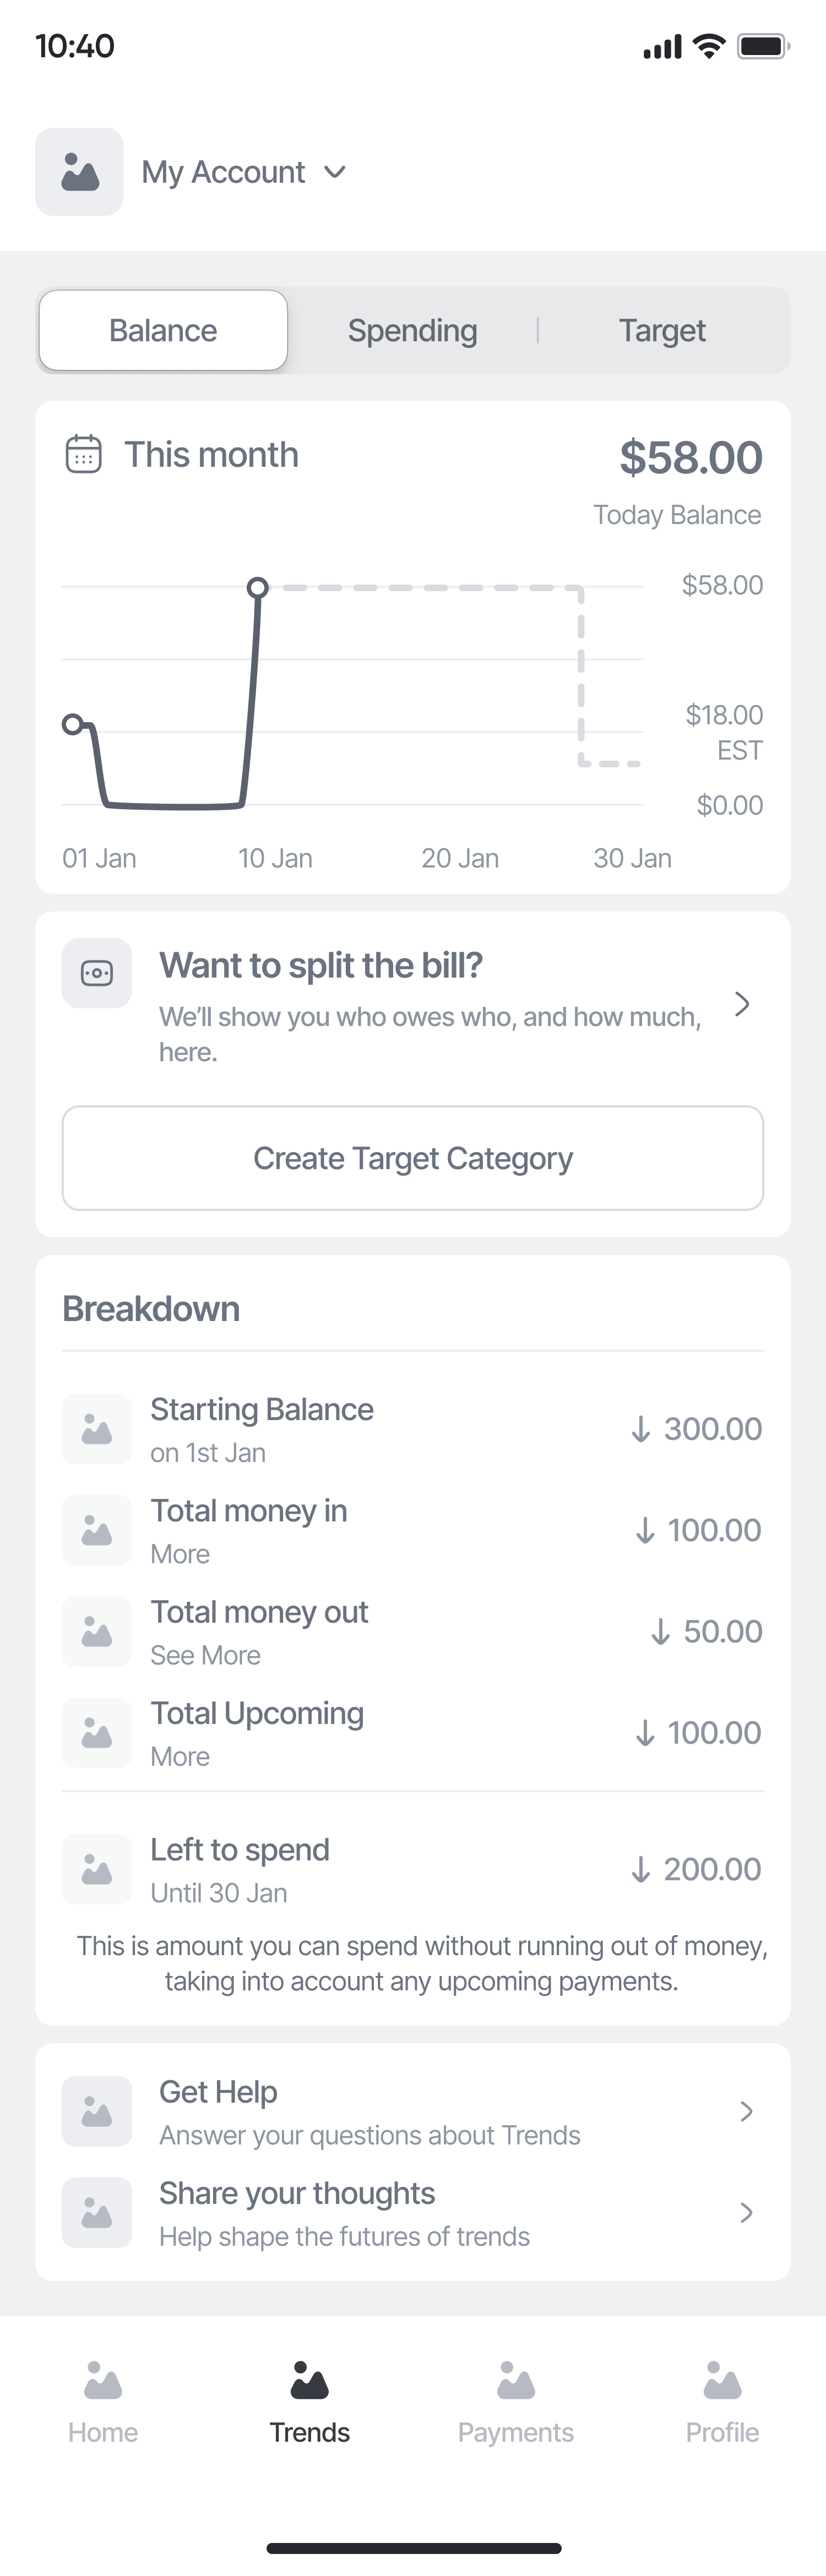 10:40
My Account
Balance
Spending
Target
This month
$58.00
Today Balance
$58.00
$18.00
EST
$0.00
01 Jan
10 Jan
20 Jan
30 Jan
Want to split the bill?
We’ll show you who owes who, and how much,
here.
Create Target Category
Breakdown
Starting Balance
on 1st Jan
300.00
Total money in
More
100.00
Total money out
See More
50.00
Total Upcoming
More
100.00
Left to spend
Until 30 Jan
200.00
This is amount you can spend without running out of money,
taking into account any upcoming payments.
Get Help
Answer your questions about Trends
Share your thoughts
Help shape the futures of trends
Home
Trends
Payments
Profile